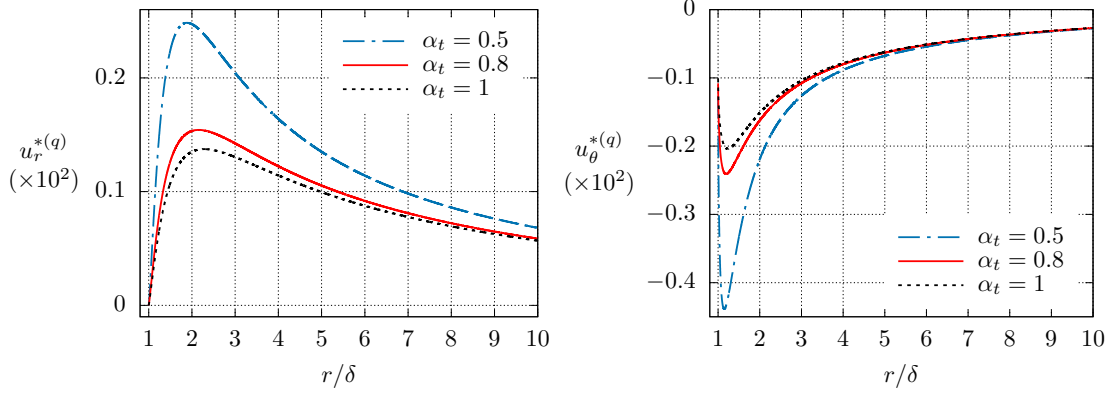 0.2
0.1
0
u_r^{*(q)}
(×10^2)
α_t = 0.5
α_t = 0.8
α_t = 1
1 2 3 4 5 6 7 8 9 10
r/δ
0
−0.1
−0.2
−0.3
−0.4
u_θ^{*(q)}
(×10^2)
α_t = 0.5
α_t = 0.8
α_t = 1
1 2 3 4 5 6 7 8 9 10
r/δ